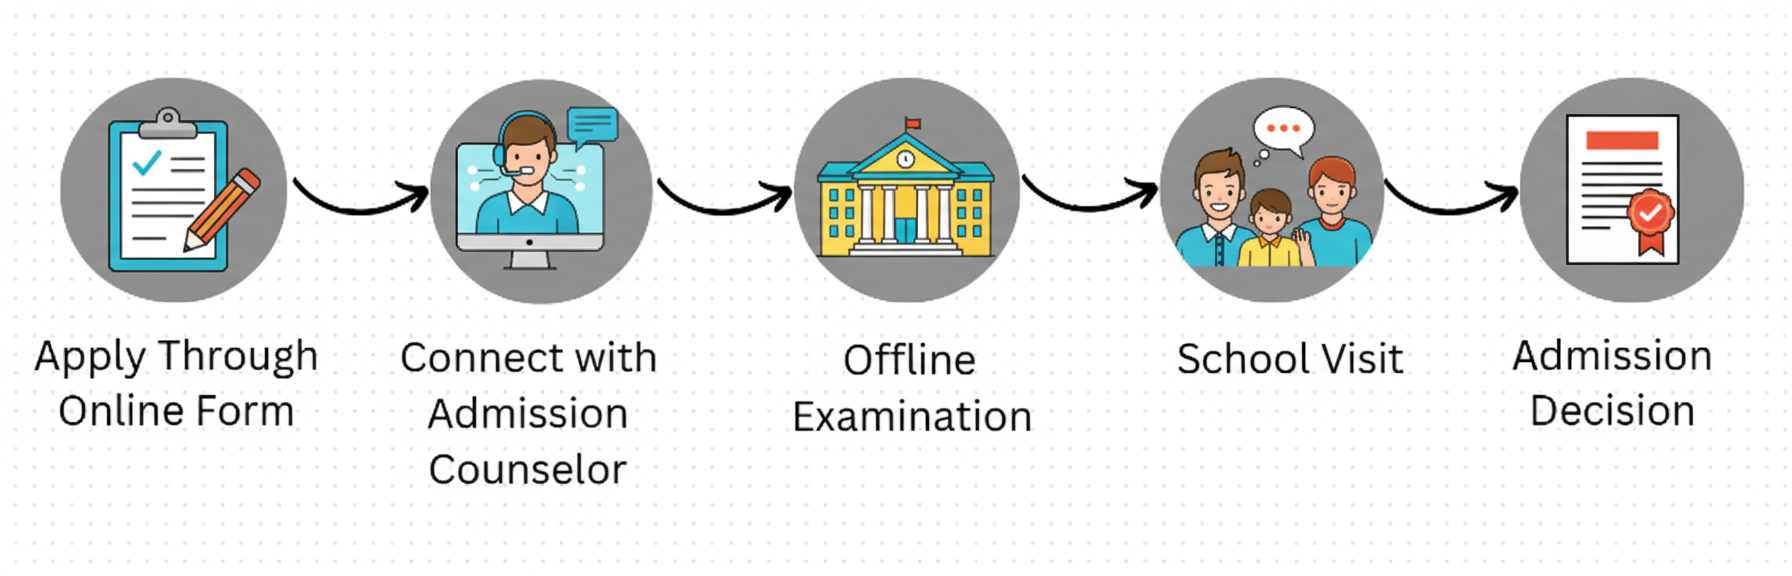 Apply Through
Online Form
Connect with
Admission
Counselor
Offline
Examination
School Visit
Admission
Decision